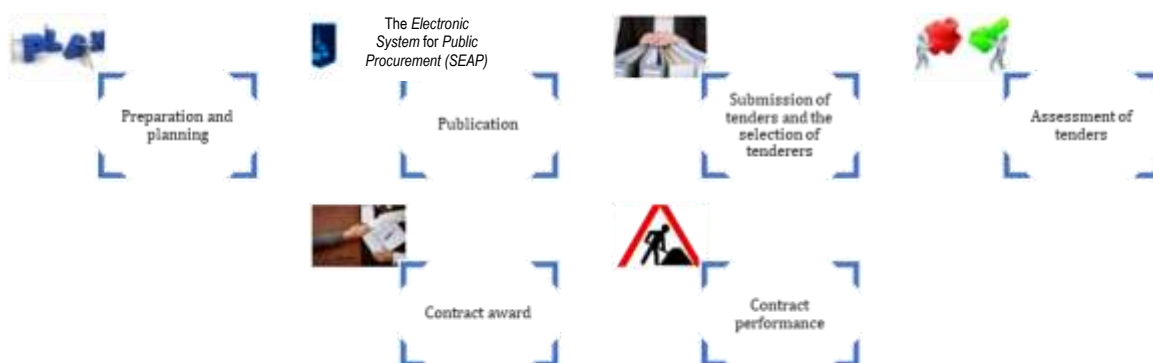 The Electronic
System for Public
Procurement (SEAP)
Preparation and
planning
Publication
Submission of
tenders and the
selection of
tenderers
Assessment of
tenders
Contract award
Contract
performance